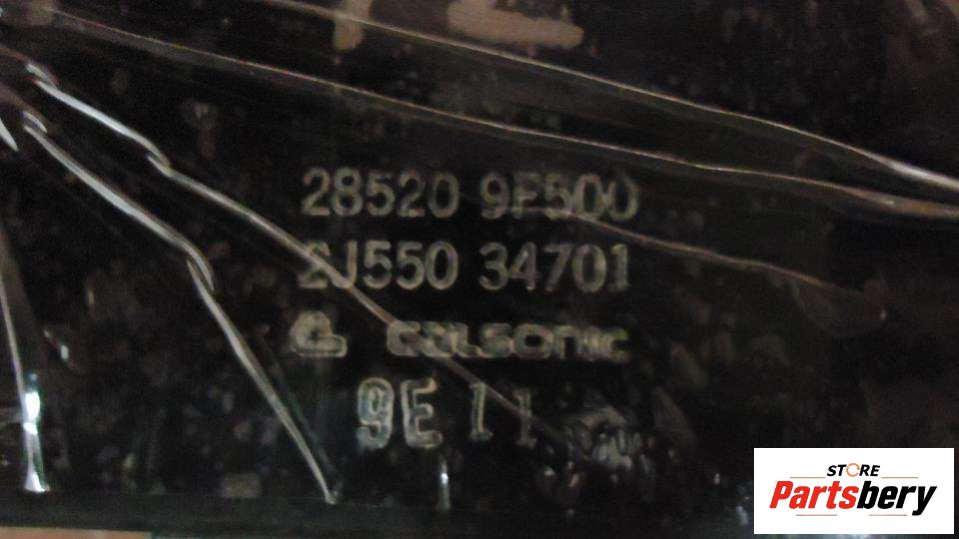 28520 9F500
2J550 34701
CALSONIC
9E 11
STORE
Partsbery